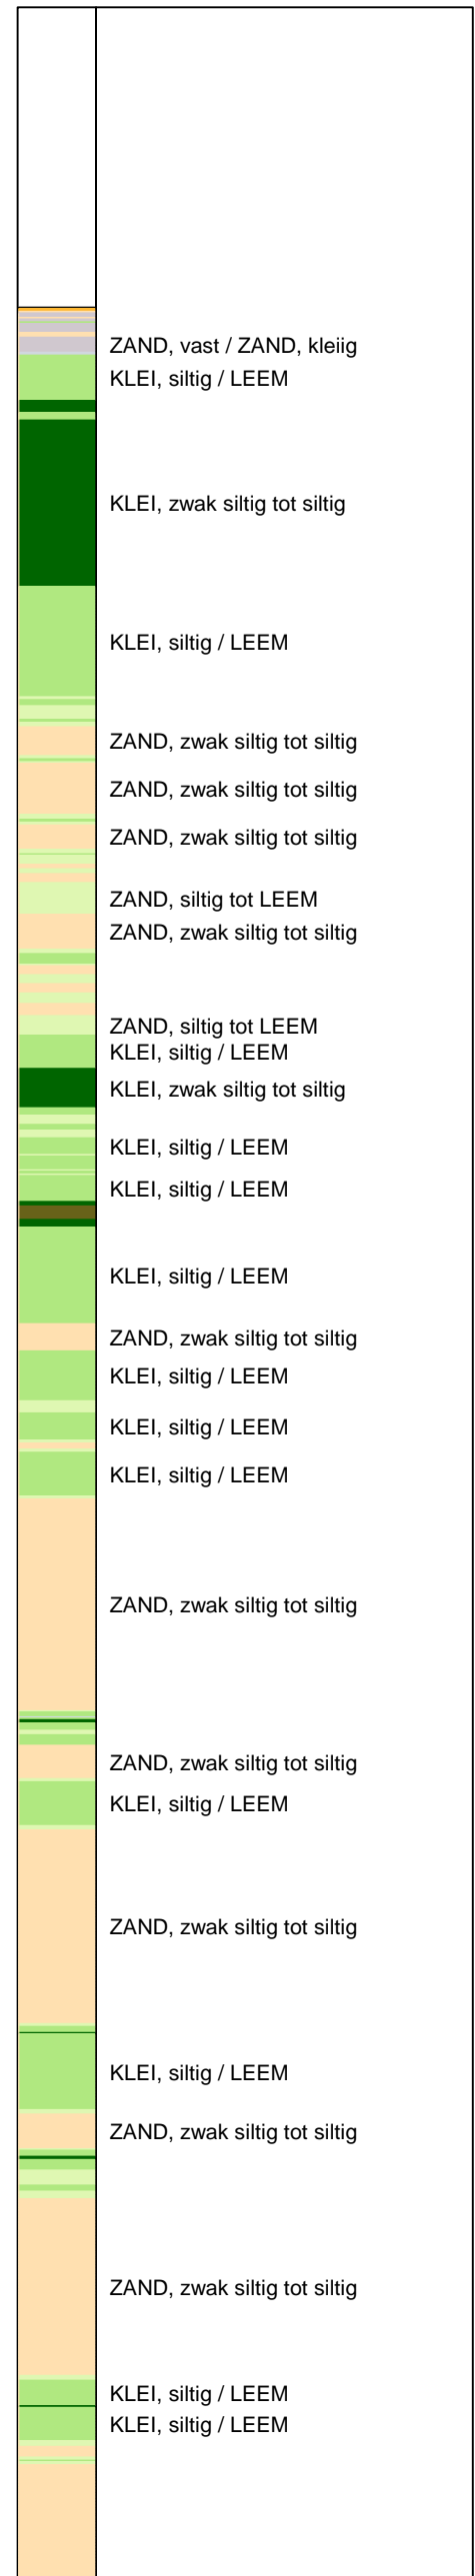 ZAND, vast / ZAND, kleiig
KLEI, siltig / LEEM
KLEI, zwak siltig tot siltig
KLEI, siltig / LEEM
ZAND, zwak siltig tot siltig
ZAND, zwak siltig tot siltig
ZAND, zwak siltig tot siltig
ZAND, siltig tot LEEM
ZAND, zwak siltig tot siltig
ZAND, siltig tot LEEM
KLEI, siltig / LEEM
KLEI, zwak siltig tot siltig
KLEI, siltig / LEEM
KLEI, siltig / LEEM
KLEI, siltig / LEEM
ZAND, zwak siltig tot siltig
KLEI, siltig / LEEM
KLEI, siltig / LEEM
KLEI, siltig / LEEM
ZAND, zwak siltig tot siltig
ZAND, zwak siltig tot siltig
KLEI, siltig / LEEM
ZAND, zwak siltig tot siltig
KLEI, siltig / LEEM
ZAND, zwak siltig tot siltig
ZAND, zwak siltig tot siltig
KLEI, siltig / LEEM
KLEI, siltig / LEEM